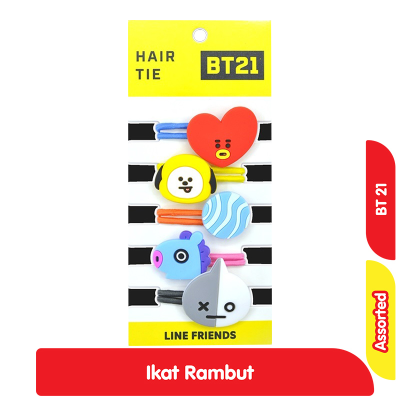 HAIR
TIE
BT21
LINE FRIENDS
BT 21
Assorted
Ikat Rambut